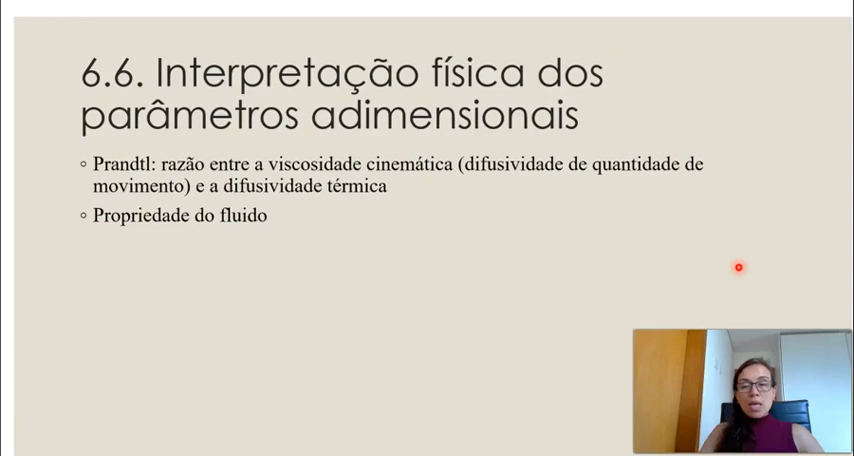 6.6. Interpretação física dos
parâmetros adimensionais
◦ Prandtl: razão entre a viscosidade cinemática (difusividade de quantidade de
movimento) e a difusividade térmica
◦ Propriedade do fluido